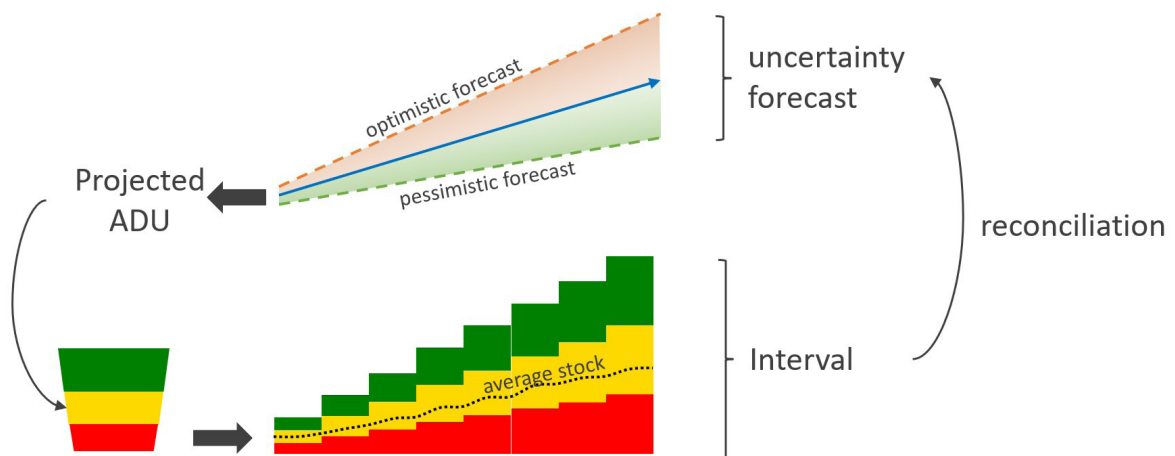 optimistic forecast
uncertainty
forecast
pessimistic forecast
Projected
ADU
reconciliation
average stock
Interval